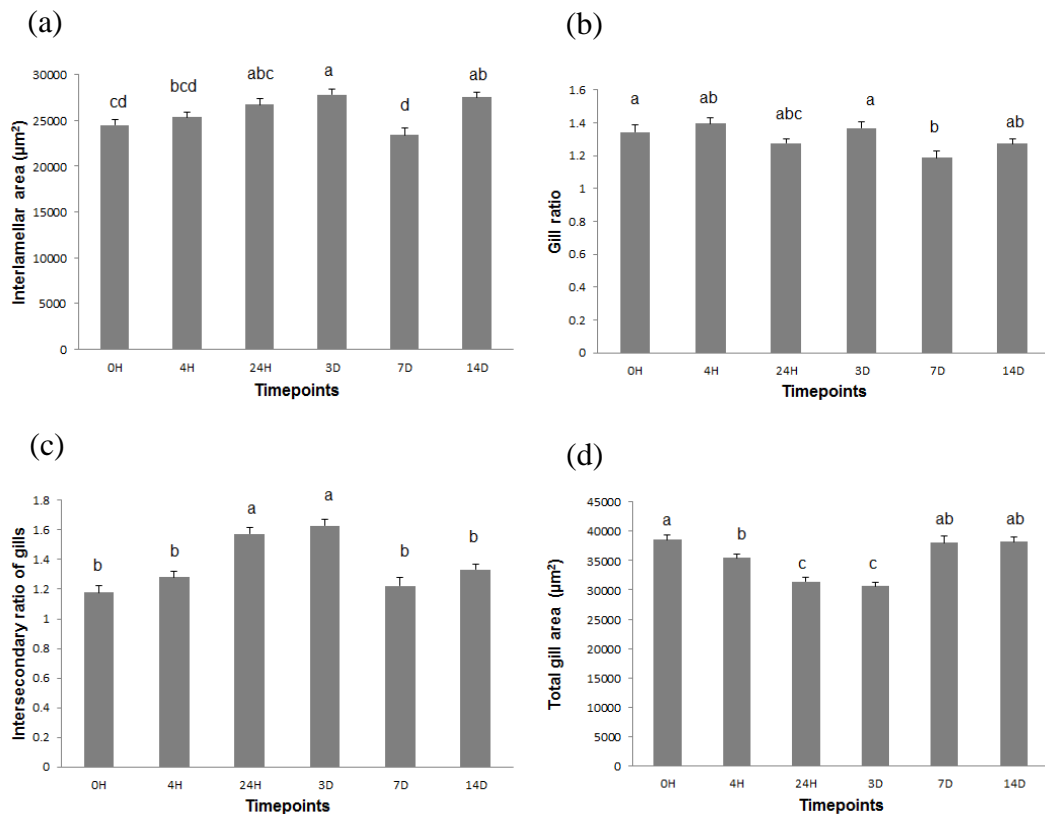 (a)
Interlamellar area (µm²)
30000
25000
20000
15000
10000
5000
0
cd
bcd
abc
a
d
ab
0H 4H 24H 3D 7D 14D
Timepoints
(b)
Gill ratio
1.6
1.4
1.2
1
0.8
0.6
0.4
0.2
0
a
ab
abc
a
b
ab
0H 4H 24H 3D 7D 14D
Timepoints
(c)
Intersecondary ratio of gills
1.8
1.6
1.4
1.2
1
0.8
0.6
0.4
0.2
0
b
b
a
a
b
b
0H 4H 24H 3D 7D 14D
Timepoints
(d)
Total gill area (µm²)
45000
40000
35000
30000
25000
20000
15000
10000
5000
0
a
b
c
c
ab
ab
0H 4H 24H 3D 7D 14D
Timepoints